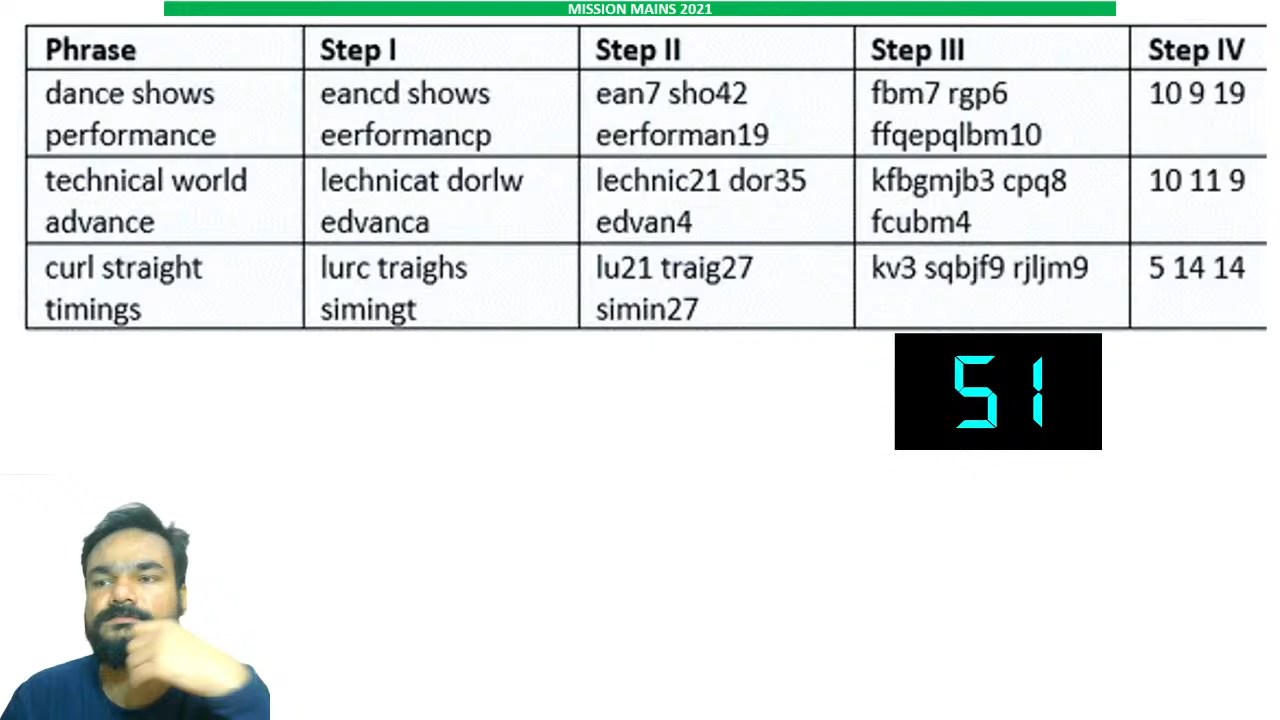 MISSION MAINS 2021
Phrase Step I Step II Step III Step IV
dance shows eancd shows ean7 sho42 fbm7 rgp6 10 9 19
performance eerformancp eerforman19 ffqepqlbm10
technical world lechnicat dorlw lechnic21 dor35 kfbgmjb3 cpq8 10 11 9
advance edvanca edvan4 fcubm4
curl straight lurc traighs lu21 traig27 kv3 sqbjf9 rjljm9 5 14 14
timings simingt simin27
51